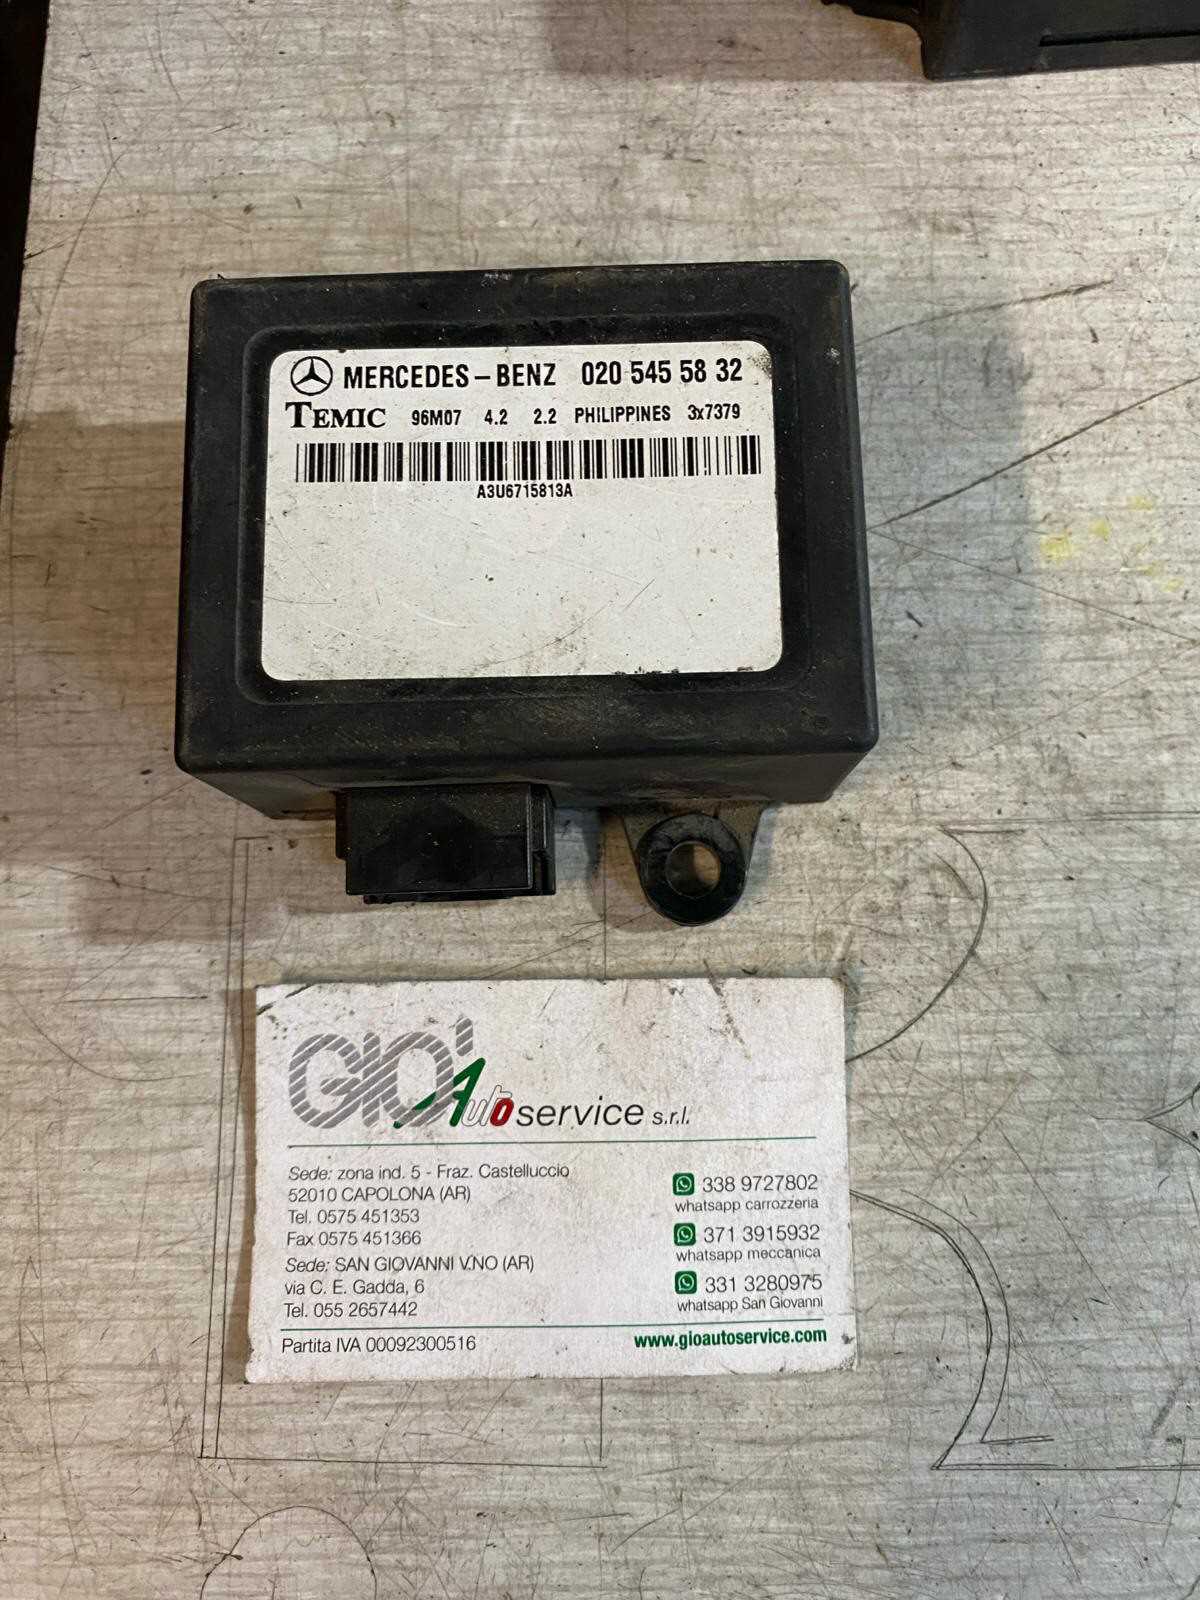 MERCEDES-BENZ 020 545 58 32
TEMIC 96M07 4.2 2.2 PHILIPPINES 3x7379
A3U6715813A
GIO' Auto service s.r.l.
Sede: zona ind. 5 - Fraz. Castelluccio
52010 CAPOLONA (AR)
Tel. 0575 451353
Fax 0575 451366
Sede: SAN GIOVANNI V.NO (AR)
via C. E. Gadda, 6
Tel. 055 2657442
338 9727802
whatsapp carrozzeria
371 3915932
whatsapp meccanica
331 3280975
whatsapp San Giovanni
Partita IVA 00092300516
www.gioautoservice.com